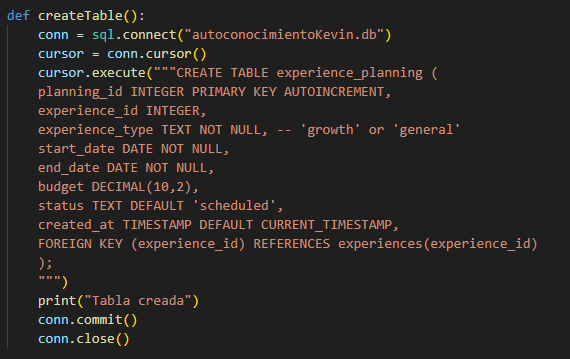 def createTable():
    conn = sql.connect("autoconocimientoKevin.db")
    cursor = conn.cursor()
    cursor.execute("""CREATE TABLE experience_planning (
    planning_id INTEGER PRIMARY KEY AUTOINCREMENT,
    experience_id INTEGER,
    experience_type TEXT NOT NULL, -- 'growth' or 'general'
    start_date DATE NOT NULL,
    end_date DATE NOT NULL,
    budget DECIMAL(10,2),
    status TEXT DEFAULT 'scheduled',
    created_at TIMESTAMP DEFAULT CURRENT_TIMESTAMP,
    FOREIGN KEY (experience_id) REFERENCES experiences(experience_id)
    );
    """)
    print("Tabla creada")
    conn.commit()
    conn.close()